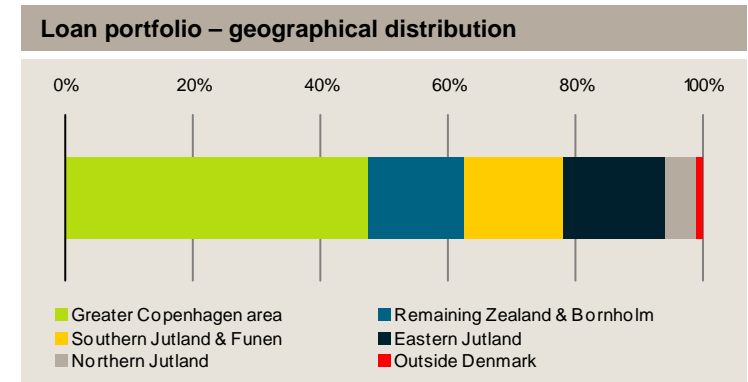 Loan portfolio – geographical distribution
0% 20% 40% 60% 80% 100%
Greater Copenhagen area Remaining Zealand & Bornholm
Southern Jutland & Funen Eastern Jutland
Northern Jutland Outside Denmark